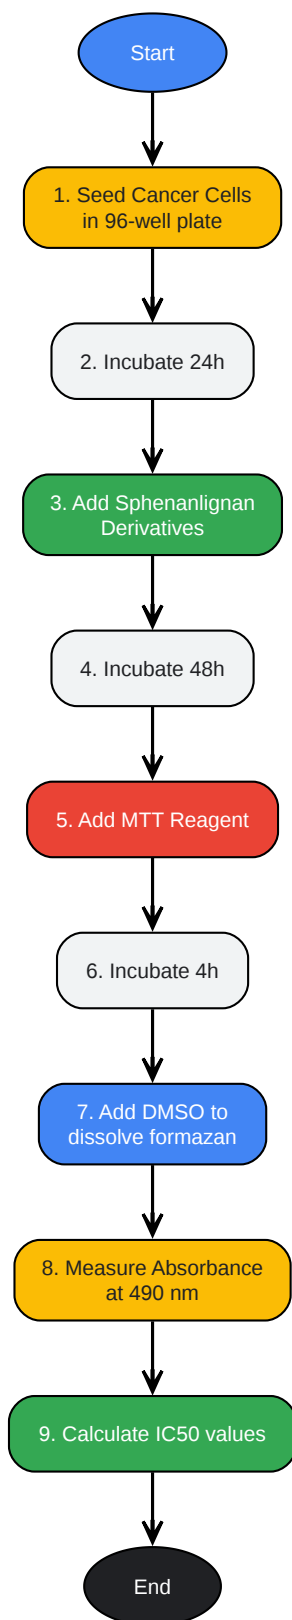 Start
1. Seed Cancer Cells
in 96-well plate
2. Incubate 24h
3. Add Sphenanlignan
Derivatives
4. Incubate 48h
5. Add MTT Reagent
6. Incubate 4h
7. Add DMSO to
dissolve formazan
8. Measure Absorbance
at 490 nm
9. Calculate IC50 values
End